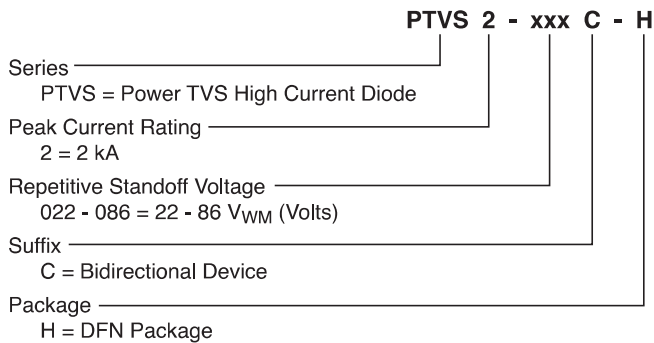 PTVS 2 - xxx C - H
Series
PTVS = Power TVS High Current Diode
Peak Current Rating
2 = 2 kA
Repetitive Standoff Voltage
022 - 086 = 22 - 86 VWM (Volts)
Suffix
C = Bidirectional Device
Package
H = DFN Package